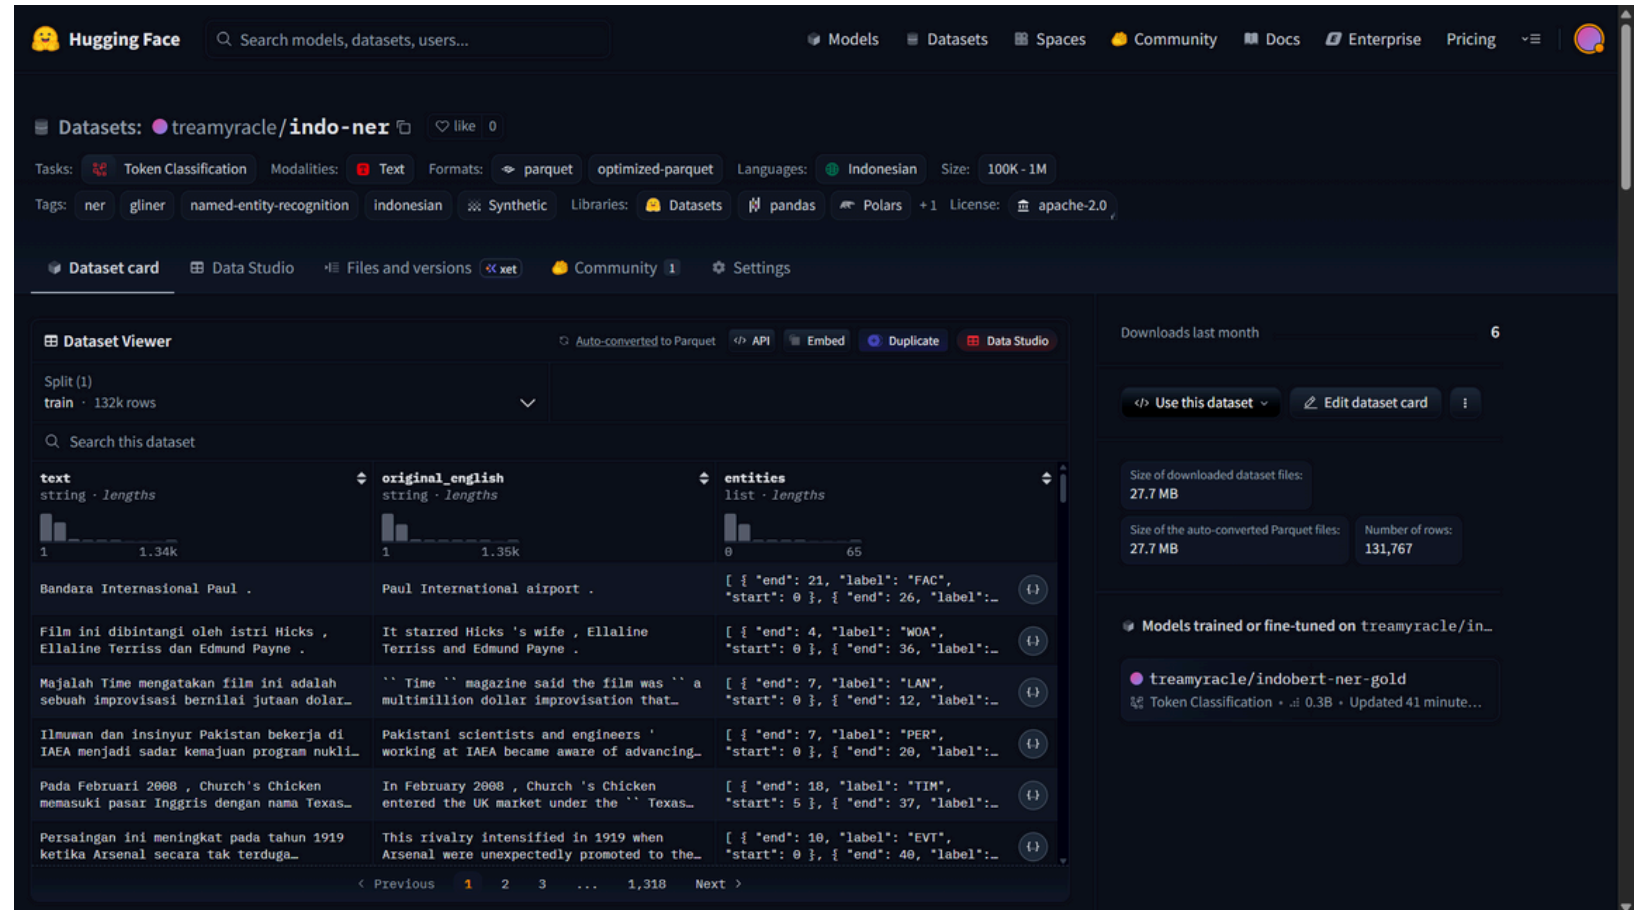 Hugging Face
Search models, datasets, users...
Models
Datasets
Spaces
Community
Docs
Enterprise
Pricing
Datasets: treamyracle/indo-ner
like 0
Tasks: Token Classification Modalities: Text Formats: parquet optimized-parquet Languages: Indonesian Size: 100K - 1M
Tags: ner gliner named-entity-recognition indonesian Synthetic Libraries: Datasets pandas Polars +1 License: apache-2.0
Dataset card
Data Studio
Files and versions xet
Community 1
Settings
Dataset Viewer
Auto-converted to Parquet
API
Embed
Duplicate
Data Studio
Split (1)
train · 132k rows
Search this dataset
text
string · lengths
1 1.34k
original_english
string · lengths
1 1.35k
entities
list · lengths
0 65
Bandara Internasional Paul .
Paul International airport .
[ { "end": 21, "label": "FAC",
"start": 0 }, { "end": 26, "label":…
Film ini dibintangi oleh istri Hicks ,
Ellaline Terriss dan Edmund Payne .
It starred Hicks 's wife , Ellaline
Terriss and Edmund Payne .
[ { "end": 4, "label": "WOA",
"start": 0 }, { "end": 36, "label":…
Majalah Time mengatakan film ini adalah
sebuah improvisasi bernilai jutaan dolar…
`` Time `` magazine said the film was `` a
multimillion dollar improvisation that…
[ { "end": 7, "label": "LAN",
"start": 0 }, { "end": 12, "label":…
Ilmuwan dan insinyur Pakistan bekerja di
IAEA menjadi sadar kemajuan program nukli…
Pakistani scientists and engineers '
working at IAEA became aware of advancing…
[ { "end": 7, "label": "PER",
"start": 0 }, { "end": 20, "label":…
Pada Februari 2008 , Church's Chicken
memasuki pasar Inggris dengan nama Texas…
In February 2008 , Church 's Chicken
entered the UK market under the `` Texas…
[ { "end": 18, "label": "TIM",
"start": 5 }, { "end": 37, "label":…
Persaingan ini meningkat pada tahun 1919
ketika Arsenal secara tak terduga…
This rivalry intensified in 1919 when
Arsenal were unexpectedly promoted to the…
[ { "end": 10, "label": "EVT",
"start": 0 }, { "end": 40, "label":…
< Previous 1 2 3 ... 1,318 Next >
Downloads last month 6
Use this dataset
Edit dataset card
Size of downloaded dataset files:
27.7 MB
Size of the auto-converted Parquet files:
27.7 MB
Number of rows:
131,767
Models trained or fine-tuned on treamyracle/in…
treamyracle/indobert-ner-gold
Token Classification • 0.3B • Updated 41 minute…